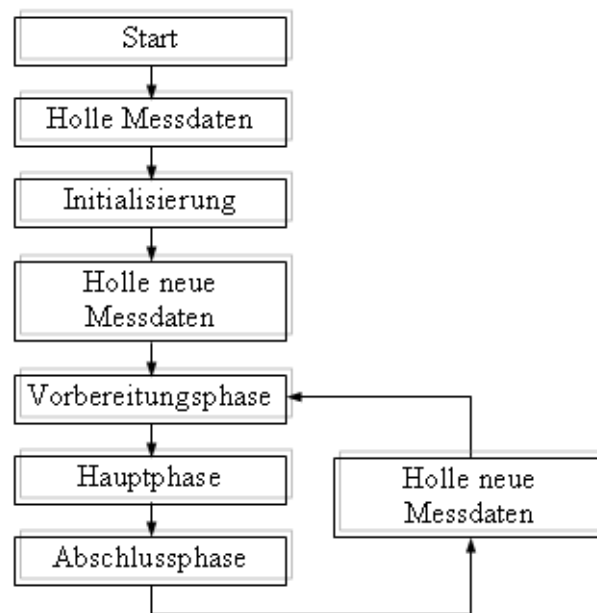 Start
Holle Messdaten
Initialisierung
Holle neue
Messdaten
Vorbereitungsphase
Hauptphase
Abschlussphase
Holle neue
Messdaten